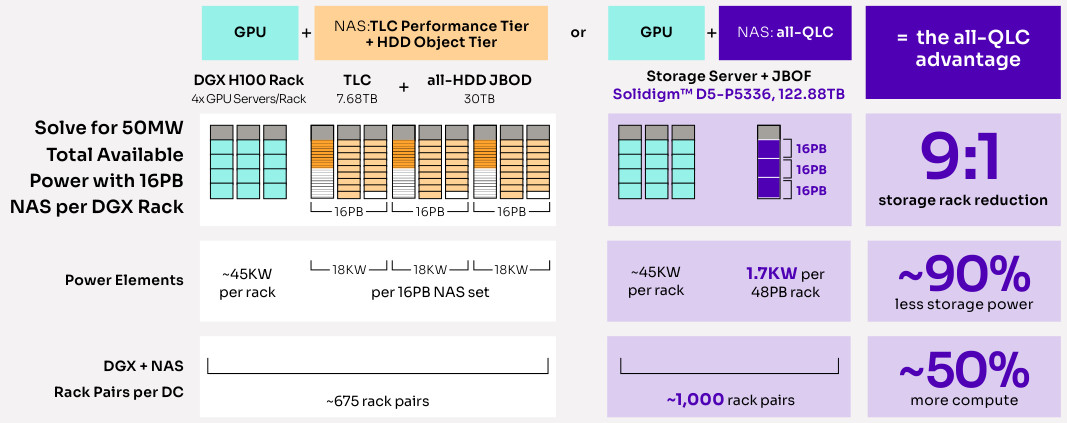 GPU
+
NAS:TLC Performance Tier
+ HDD Object Tier
or
GPU
+
NAS: all-QLC
= the all-QLC
advantage
DGX H100 Rack
4x GPU Servers/Rack
TLC
7.68TB
+
all-HDD JBOD
30TB
Storage Server + JBOF
Solidigm™ D5-P5336, 122.88TB
Solve for 50MW
Total Available
Power with 16PB
NAS per DGX Rack
16PB
16PB
16PB
16PB
16PB
16PB
9:1
storage rack reduction
Power Elements
~45KW
per rack
18KW
18KW
18KW
per 16PB NAS set
~45KW
per rack
1.7KW per
48PB rack
~90%
less storage power
DGX + NAS
Rack Pairs per DC
~675 rack pairs
~1,000 rack pairs
~50%
more compute